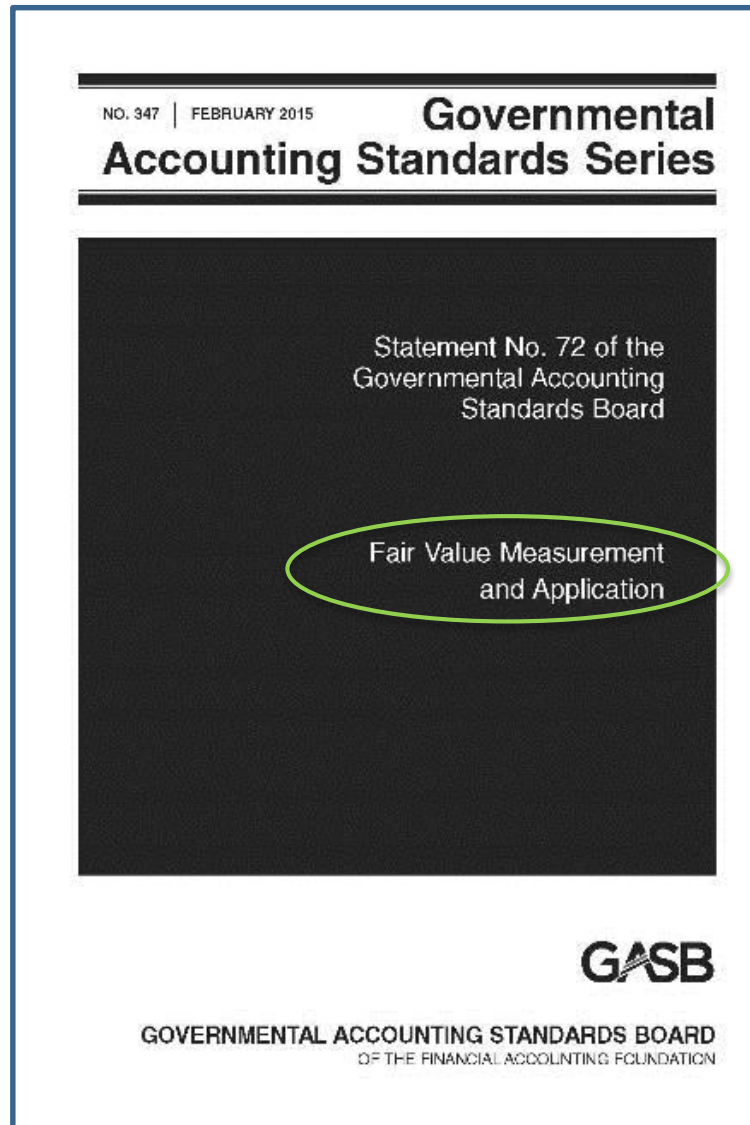 NO. 347 | FEBRUARY 2015
Governmental
Accounting Standards Series
Statement No. 72 of the
Governmental Accounting
Standards Board
Fair Value Measurement
and Application
GASB
GOVERNMENTAL ACCOUNTING STANDARDS BOARD
OF THE FINANCIAL ACCOUNTING FOUNDATION